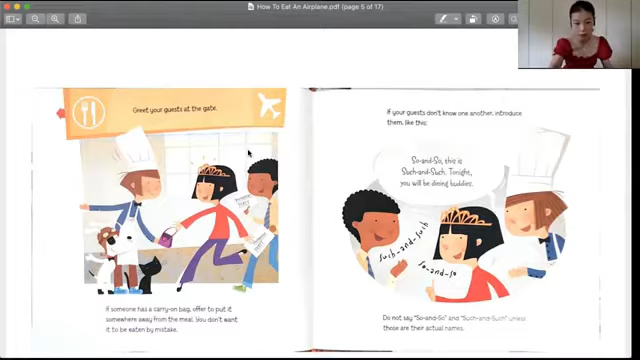 How To Eat An Airplane.pdf (page 5 of 17)
Greet your guests at the gate.
If someone has a carry-on bag, offer to put it
somewhere away from the meal. You don't want
it to be eaten by mistake.
If your guests don't know one another, introduce
them, like this:
So-and-So, this is
Such-and-Such. Tonight,
you will be dining buddies.
such-and-such
so-and-so
Do not say "So-and-So" and "Such-and-Such" unless
those are their actual names.